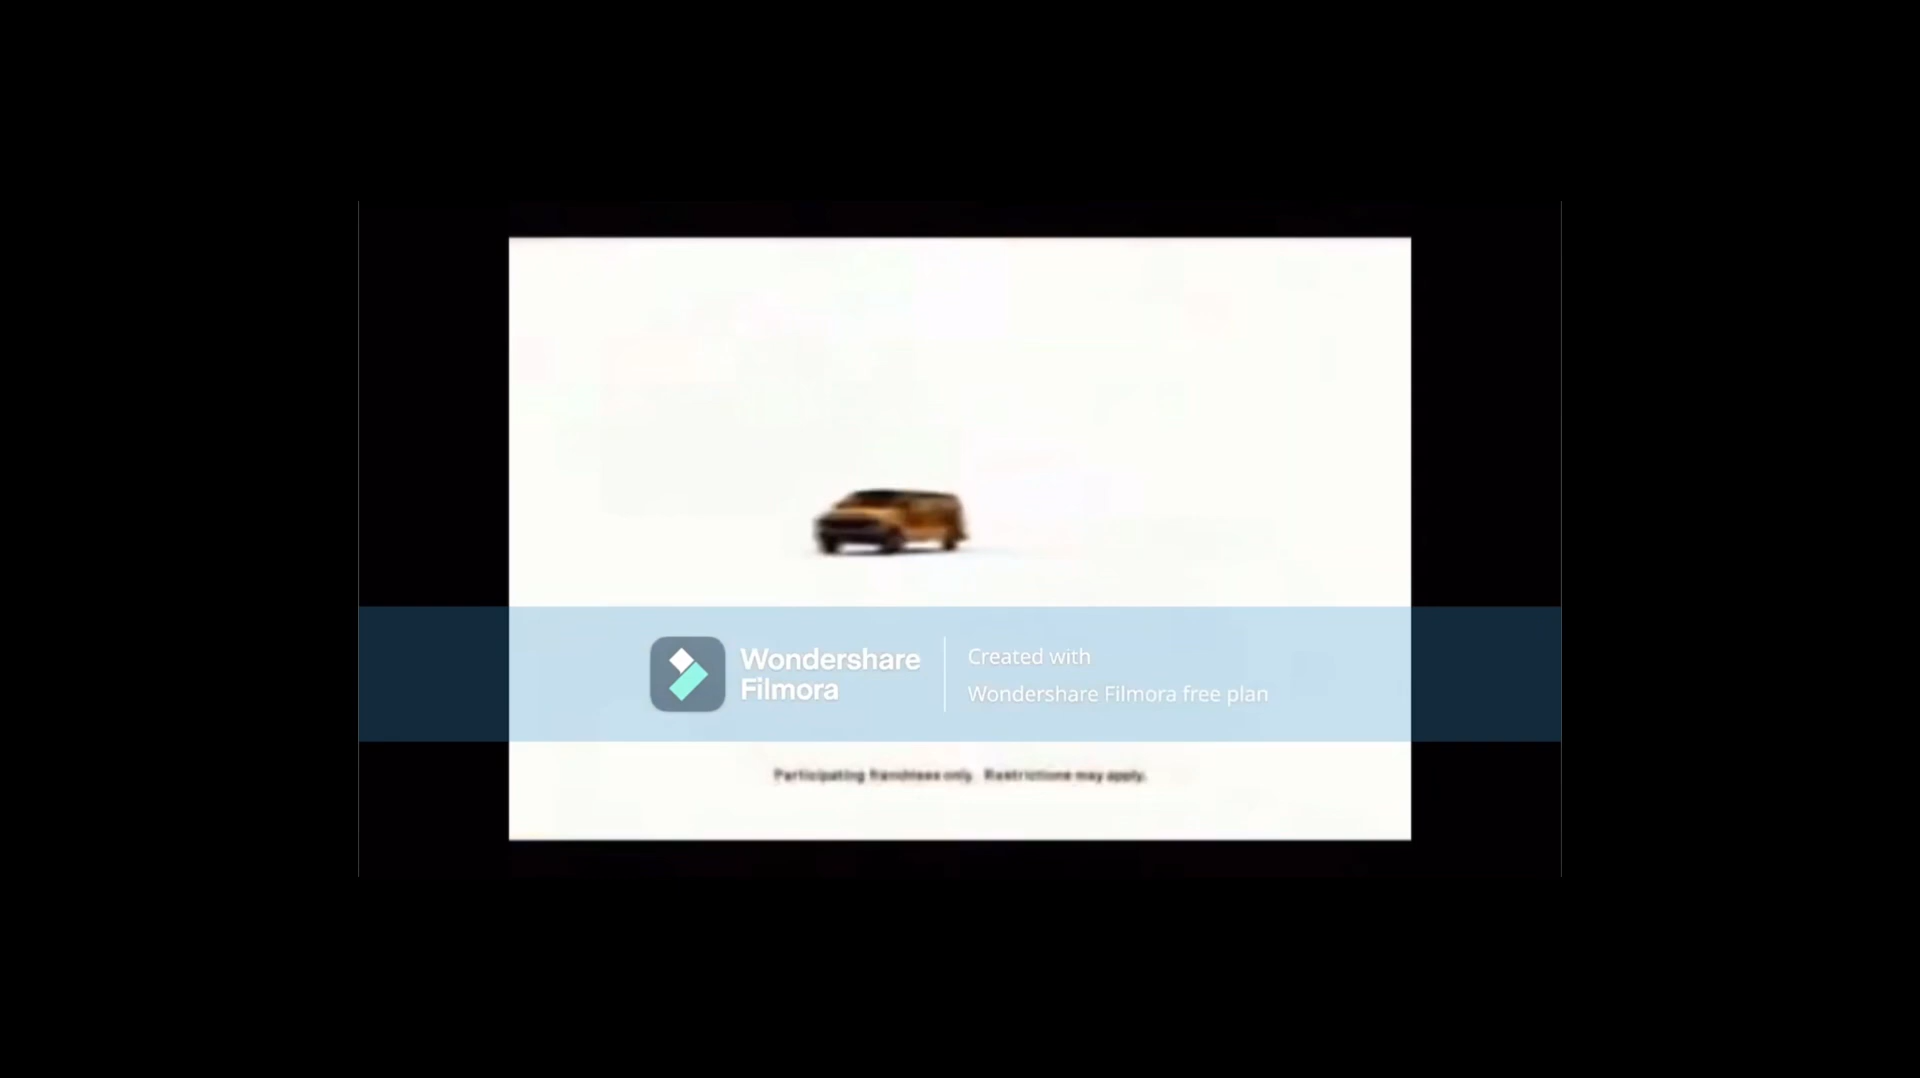 Wondershare
Filmora
Created with
Wondershare Filmora free plan
Participating franchises only. Restrictions may apply.